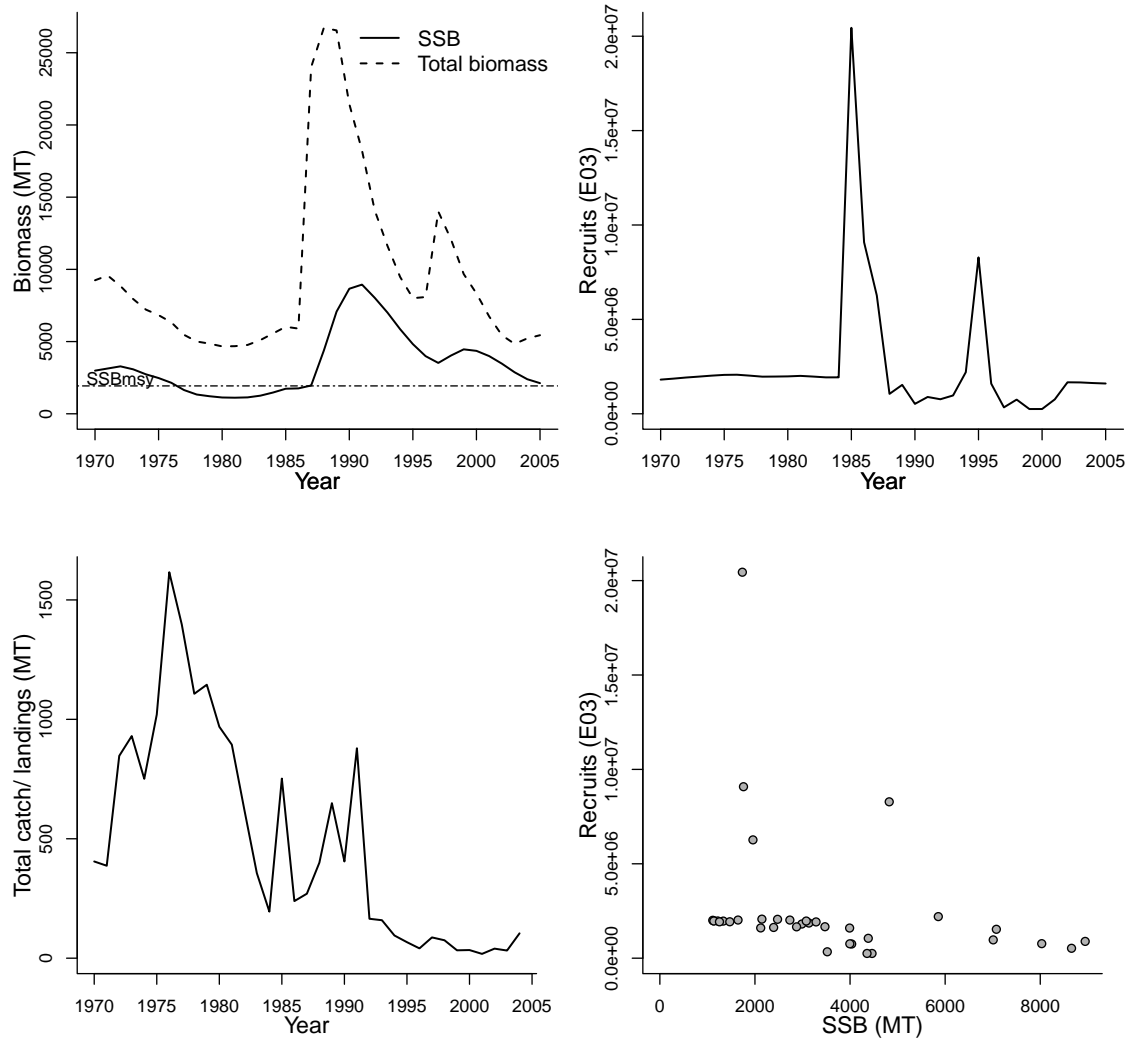 SSB
Total biomass
Biomass (MT)
0 5000 10000 15000 20000 25000
SSBmsy
1970 1975 1980 1985 1990 1995 2000 2005
Year
Recruits (E03)
0.0e+00 5.0e+06 1.0e+07 1.5e+07 2.0e+07
1970 1975 1980 1985 1990 1995 2000 2005
Year
Total catch/ landings (MT)
0 500 1000 1500
1970 1975 1980 1985 1990 1995 2000 2005
Year
Recruits (E03)
0.0e+00 5.0e+06 1.0e+07 1.5e+07 2.0e+07
0 2000 4000 6000 8000
SSB (MT)